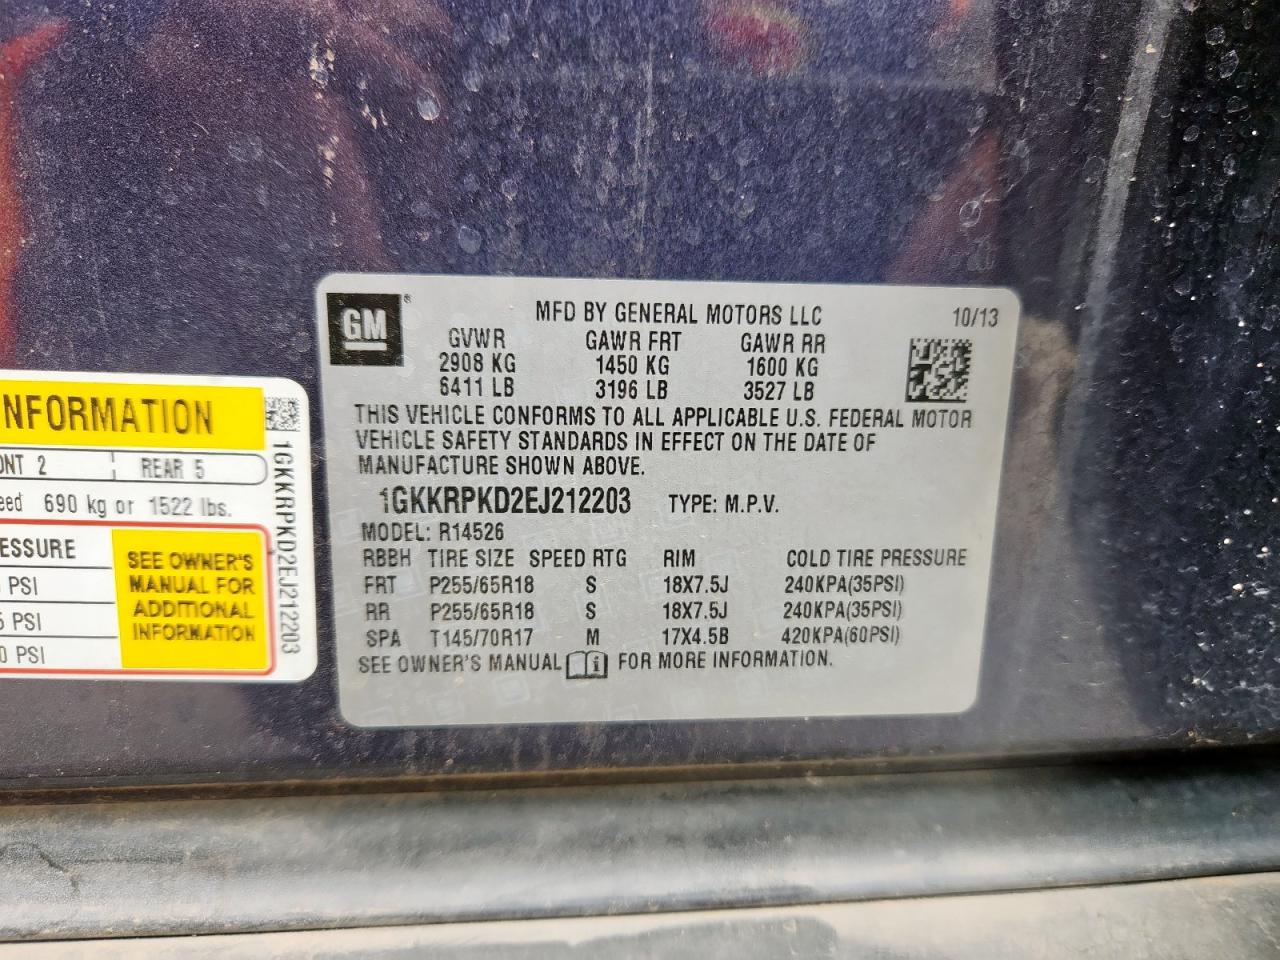 GM
MFD BY GENERAL MOTORS LLC 10/13
GVWR GAWR FRT GAWR RR
2908 KG 1450 KG 1600 KG
6411 LB 3196 LB 3527 LB
THIS VEHICLE CONFORMS TO ALL APPLICABLE U.S. FEDERAL MOTOR
VEHICLE SAFETY STANDARDS IN EFFECT ON THE DATE OF
MANUFACTURE SHOWN ABOVE.
1GKKRPKD2EJ212203 TYPE: M.P.V.
MODEL: R14526
RBBH TIRE SIZE SPEED RTG RIM COLD TIRE PRESSURE
FRT P255/65R18 S 18X7.5J 240KPA(35PSI)
RR P255/65R18 S 18X7.5J 240KPA(35PSI)
SPA T145/70R17 M 17X4.5B 420KPA(60PSI)
SEE OWNER'S MANUAL FOR MORE INFORMATION.
NFORMATION
ONT 2 REAR 5
eed 690 kg or 1522 lbs.
ESSURE
PSI
5 PSI
0 PSI
SEE OWNER'S
MANUAL FOR
ADDITIONAL
INFORMATION
1GKKRPKD2EJ212203